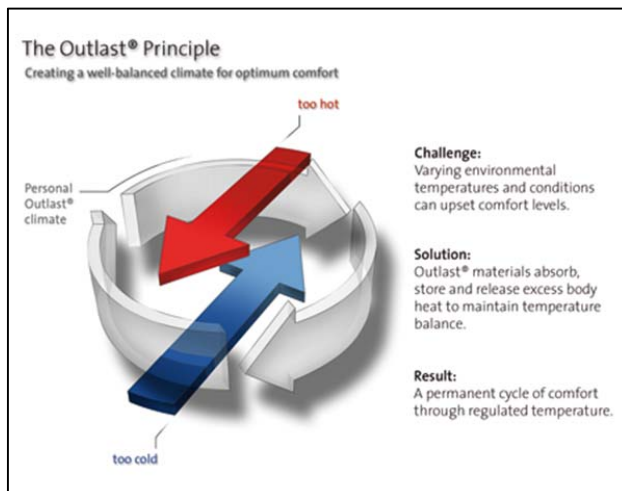 The Outlast® Principle
Creating a well-balanced climate for optimum comfort
too hot
Personal
Outlast®
climate
too cold
Challenge:
Varying environmental
temperatures and conditions
can upset comfort levels.
Solution:
Outlast® materials absorb,
store and release excess body
heat to maintain temperature
balance.
Result:
A permanent cycle of comfort
through regulated temperature.